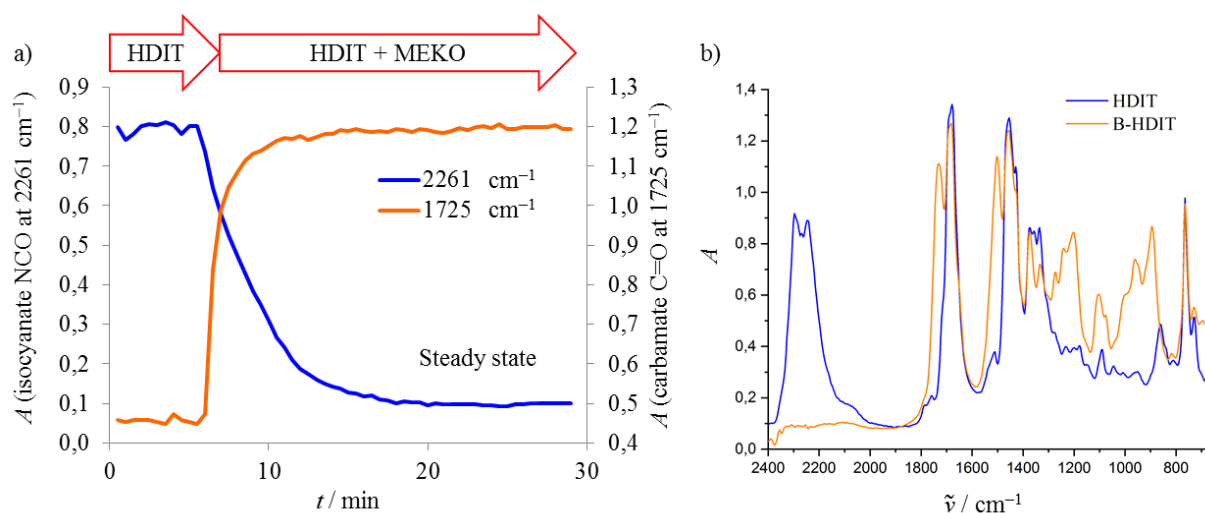 a)
HDIT
HDIT + MEKO
A (isocyanate NCO at 2261 cm⁻¹)
0,9
0,8
0,7
0,6
0,5
0,4
0,3
0,2
0,1
0,0
2261 cm⁻¹
1725 cm⁻¹
Steady state
1,3
1,2
1,1
1,0
0,9
0,8
0,7
0,6
0,5
0,4
A (carbamate C=O at 1725 cm⁻¹)
0 10 20 30
t / min
b)
HDIT
B-HDIT
A
1,4
1,2
1,0
0,8
0,6
0,4
0,2
0,0
2400 2200 2000 1800 1600 1400 1200 1000 800
ṽ / cm⁻¹